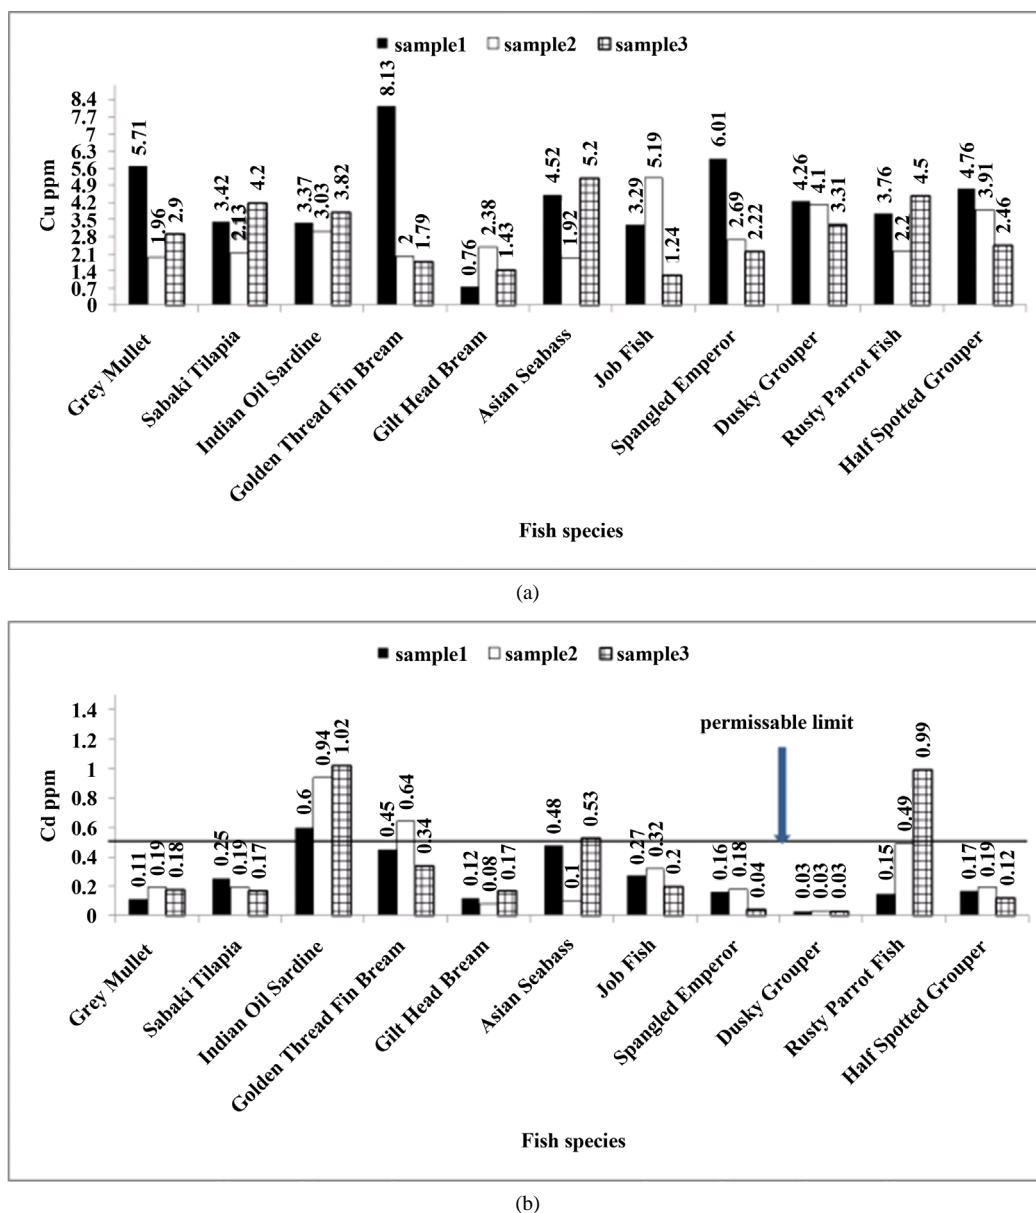 sample1 sample2 sample3
Cu ppm
8.4
7.7
7
6.3
5.6
4.9
4.2
3.5
2.8
2.1
1.4
0.7
0
5.71 1.96 2.9
3.42 2.13 4.2
3.37 3.03 3.82
8.13 2 1.79
0.76 2.38 1.43
4.52 1.92 5.2
3.29 5.19 1.24
6.01 2.69 2.22
4.26 4.1 3.31
3.76 2.2 4.5
4.76 3.91 2.46
Grey Mullet
Sabaki Tilapia
Indian Oil Sardine
Golden Thread Fin Bream
Gilt Head Bream
Asian Seabass
Job Fish
Spangled Emperor
Dusky Grouper
Rusty Parrot Fish
Half Spotted Grouper
Fish species
(a)
sample1 sample2 sample3
Cd ppm
1.4
1.2
1
0.8
0.6
0.4
0.2
0
permissable limit
0.11 0.19 0.18
0.25 0.19 0.17
0.6 0.94 1.02
0.45 0.64 0.34
0.12 0.08 0.17
0.48 0.1 0.53
0.27 0.32 0.2
0.16 0.18 0.04
0.03 0.03 0.03
0.15 0.49 0.99
0.17 0.19 0.12
Grey Mullet
Sabaki Tilapia
Indian Oil Sardine
Golden Thread Fin Bream
Gilt Head Bream
Asian Seabass
Job Fish
Spangled Emperor
Dusky Grouper
Rusty Parrot Fish
Half Spotted Grouper
Fish species
(b)